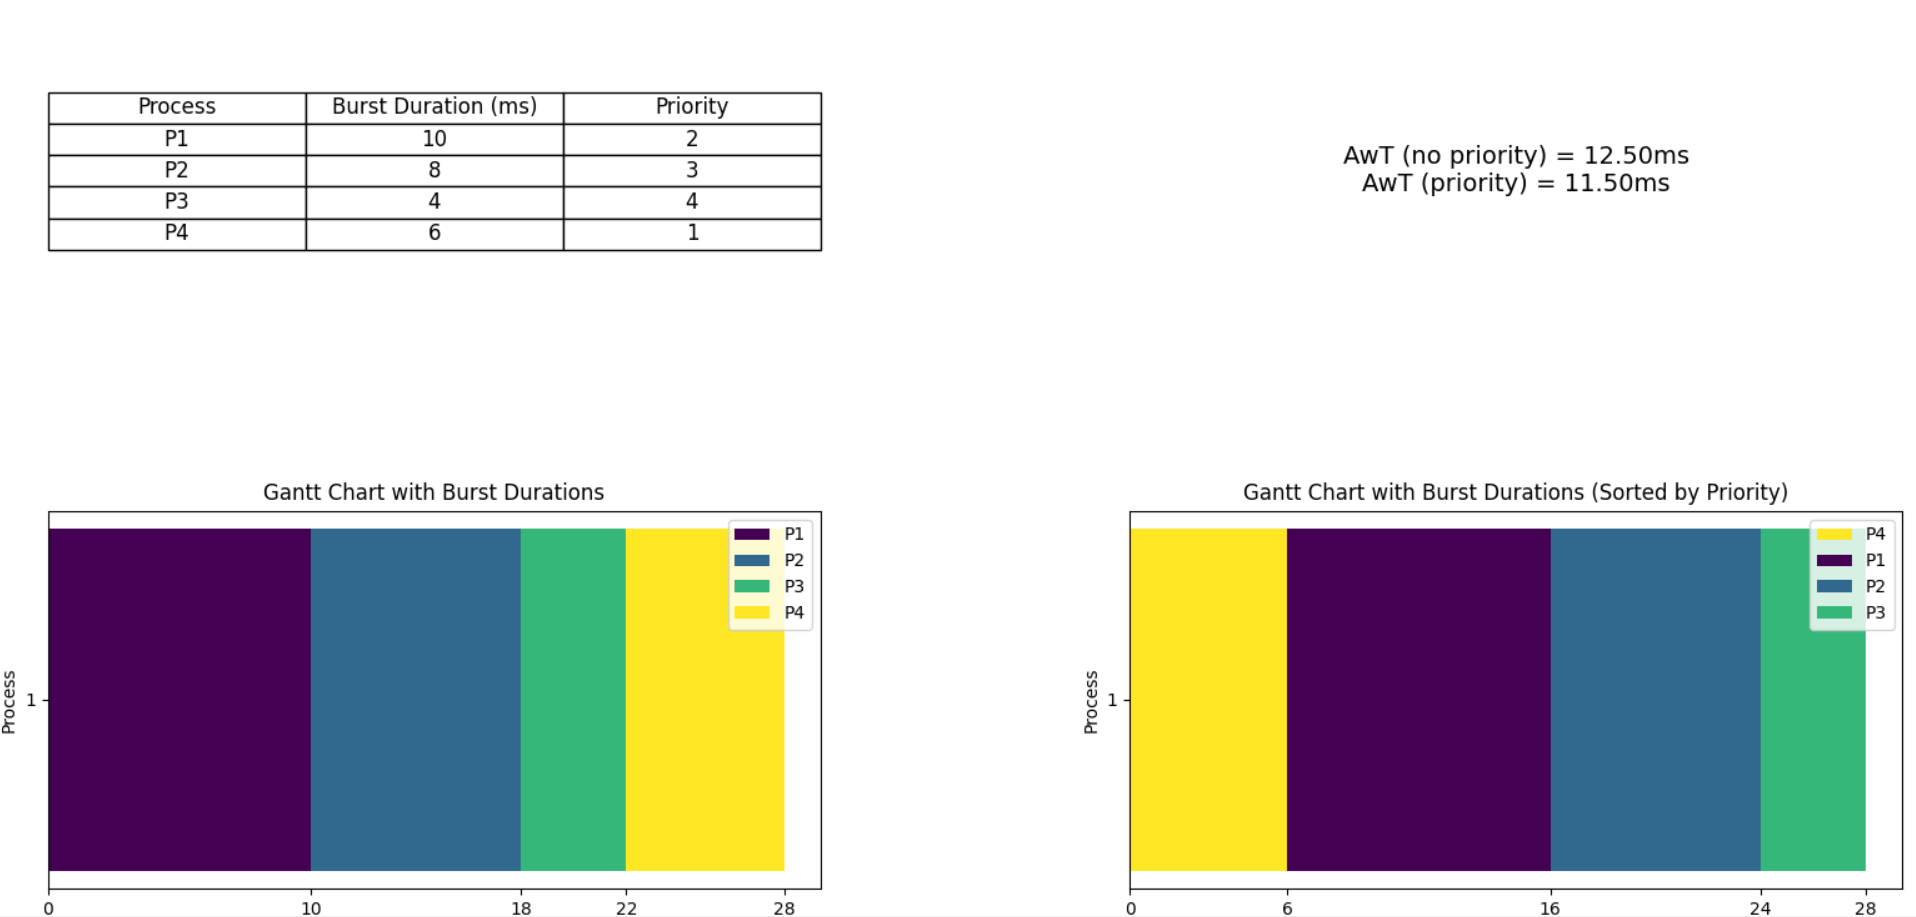 Process Burst Duration (ms) Priority
P1 10 2
P2 8 3
P3 4 4
P4 6 1
AwT (no priority) = 12.50ms
AwT (priority) = 11.50ms
Gantt Chart with Burst Durations
P1
P2
P3
P4
Process
1
0 10 18 22 28
Gantt Chart with Burst Durations (Sorted by Priority)
P4
P1
P2
P3
Process
1
0 6 16 24 28